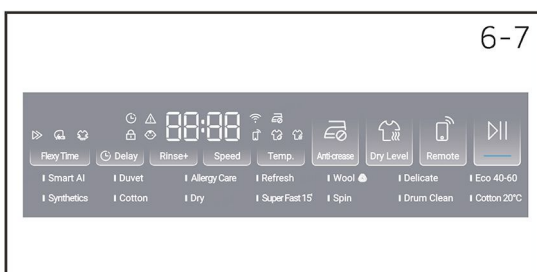 6-7
88:88
Flexy Time Delay Rinse+ Speed Temp. Anti-crease Dry Level Remote
Smart AI Duvet Allergy Care Refresh Wool Delicate Eco 40-60
Synthetics Cotton Dry Super Fast 15' Spin Drum Clean Cotton 20°C